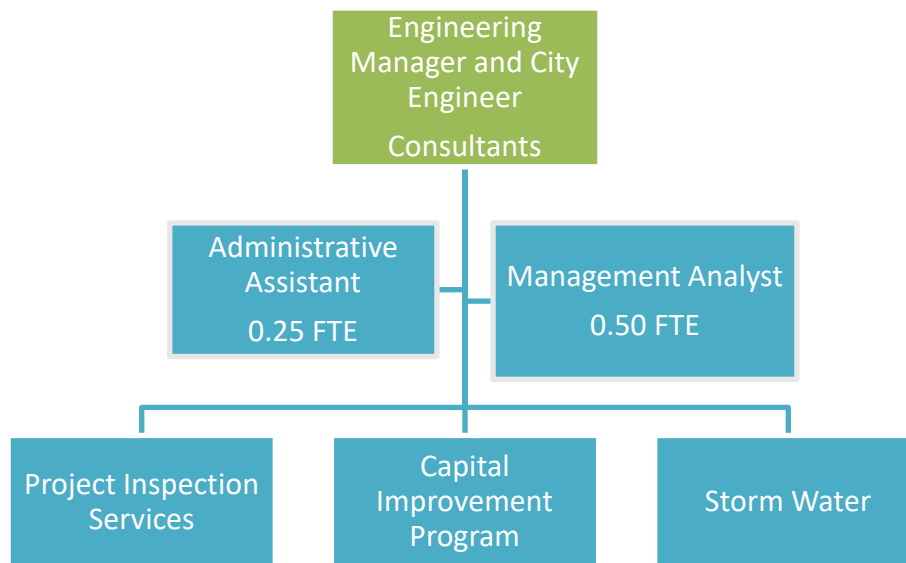 Engineering
Manager and City
Engineer
Consultants
Administrative
Assistant
0.25 FTE
Management Analyst
0.50 FTE
Project Inspection
Services
Capital
Improvement
Program
Storm Water